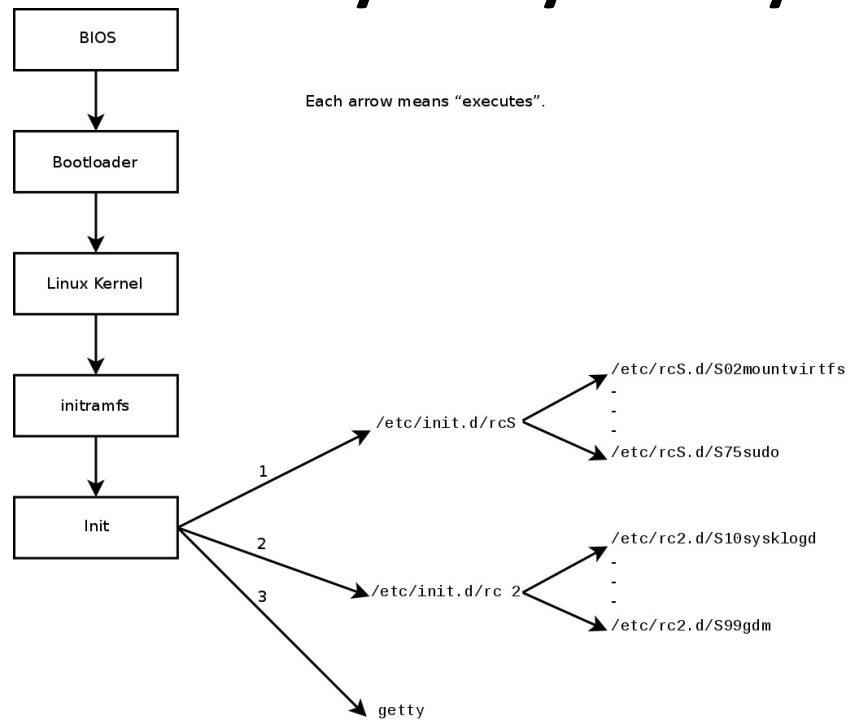 BIOS
Each arrow means “executes”.
Bootloader
Linux Kernel
initramfs
Init
1
2
3
/etc/init.d/rcS
/etc/rcS.d/S02mountvirtfs
-
-
-
/etc/rcS.d/S75sudo
/etc/init.d/rc 2
/etc/rc2.d/S10sysklogd
-
-
-
/etc/rc2.d/S99gdm
getty